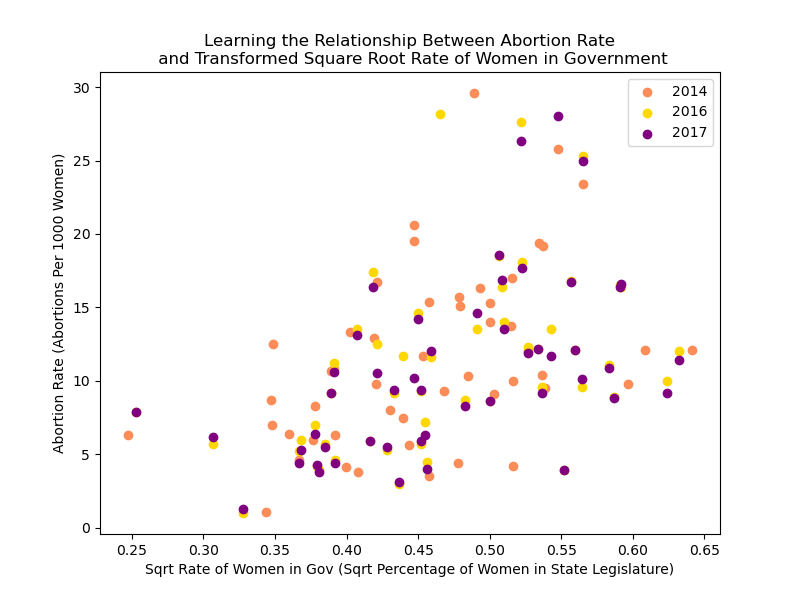 Learning the Relationship Between Abortion Rate
and Transformed Square Root Rate of Women in Government
2014
2016
2017
Abortion Rate (Abortions Per 1000 Women)
30
25
20
15
10
5
0
0.25 0.30 0.35 0.40 0.45 0.50 0.55 0.60 0.65
Sqrt Rate of Women in Gov (Sqrt Percentage of Women in State Legislature)